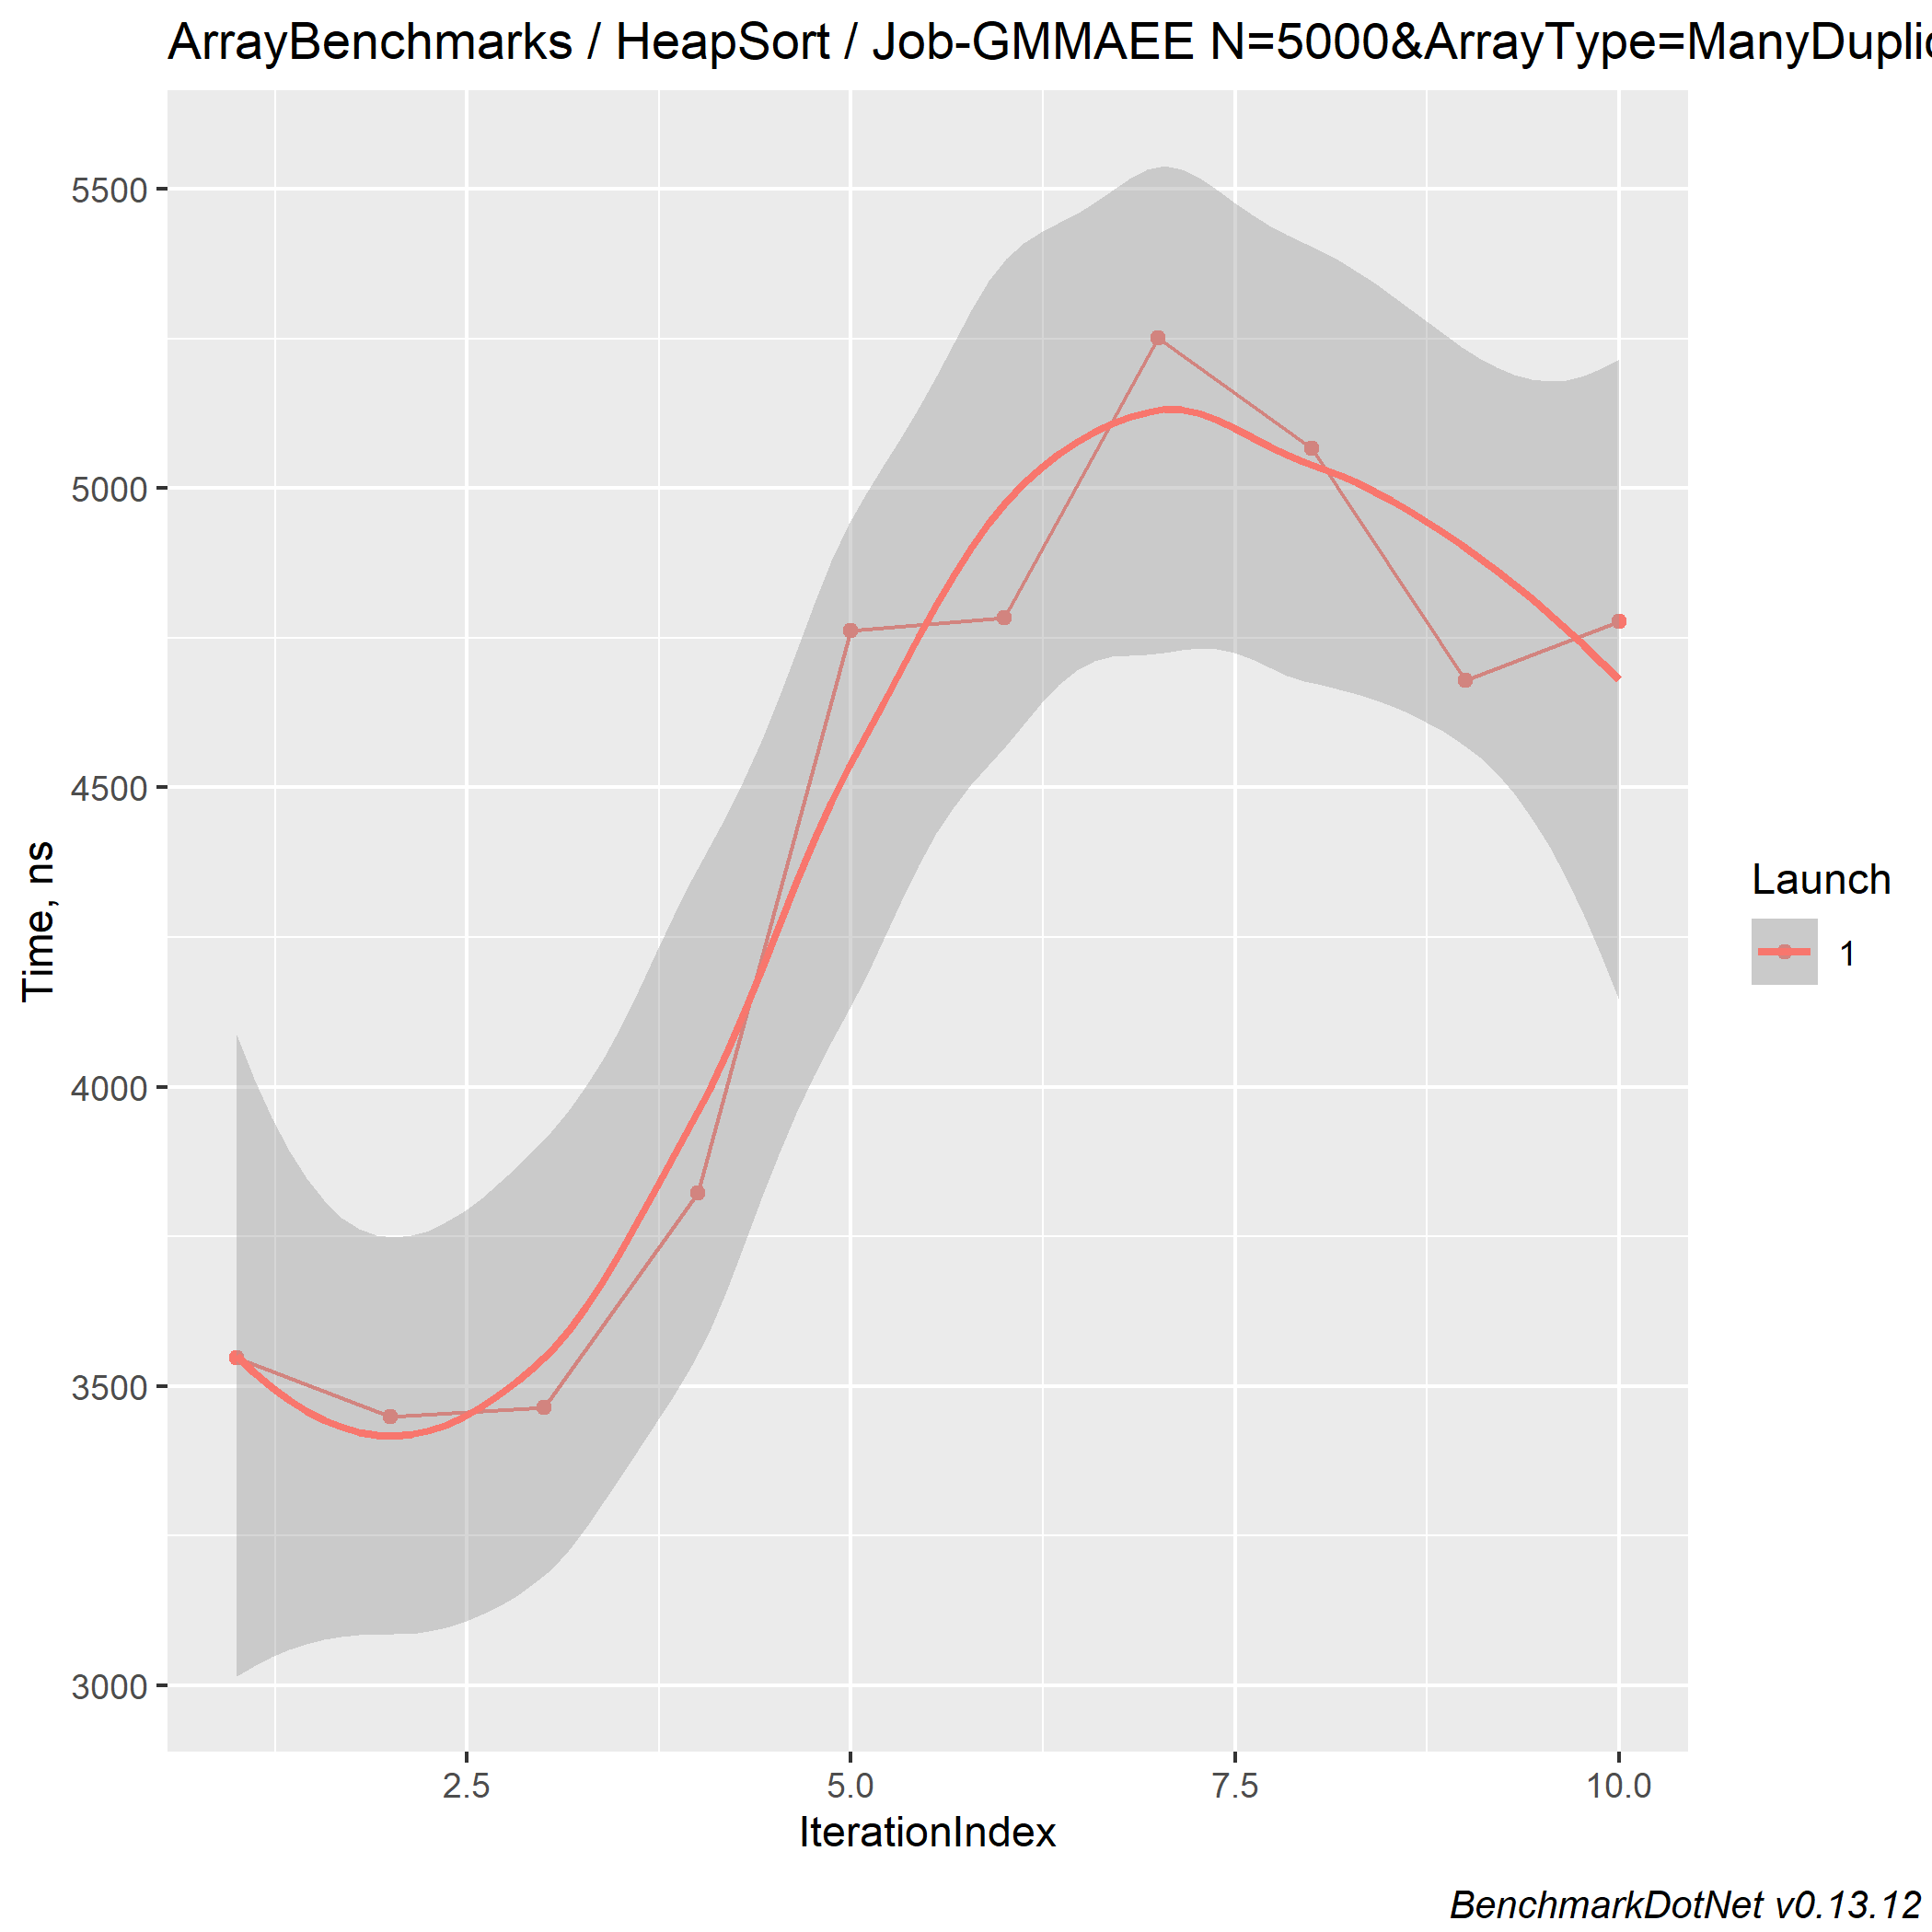 ArrayBenchmarks / HeapSort / Job-GMMAEE N=5000&ArrayType=ManyDuplic
5500
5000
4500
4000
3500
3000
Time, ns
2.5 5.0 7.5 10.0
IterationIndex
Launch
1
BenchmarkDotNet v0.13.12